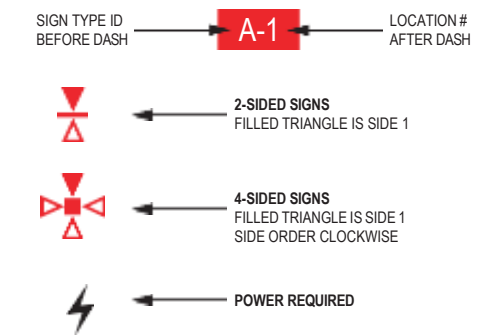 SIGN TYPE ID
BEFORE DASH
A-1
LOCATION #
AFTER DASH
2-SIDED SIGNS
FILLED TRIANGLE IS SIDE 1
4-SIDED SIGNS
FILLED TRIANGLE IS SIDE 1
SIDE ORDER CLOCKWISE
POWER REQUIRED